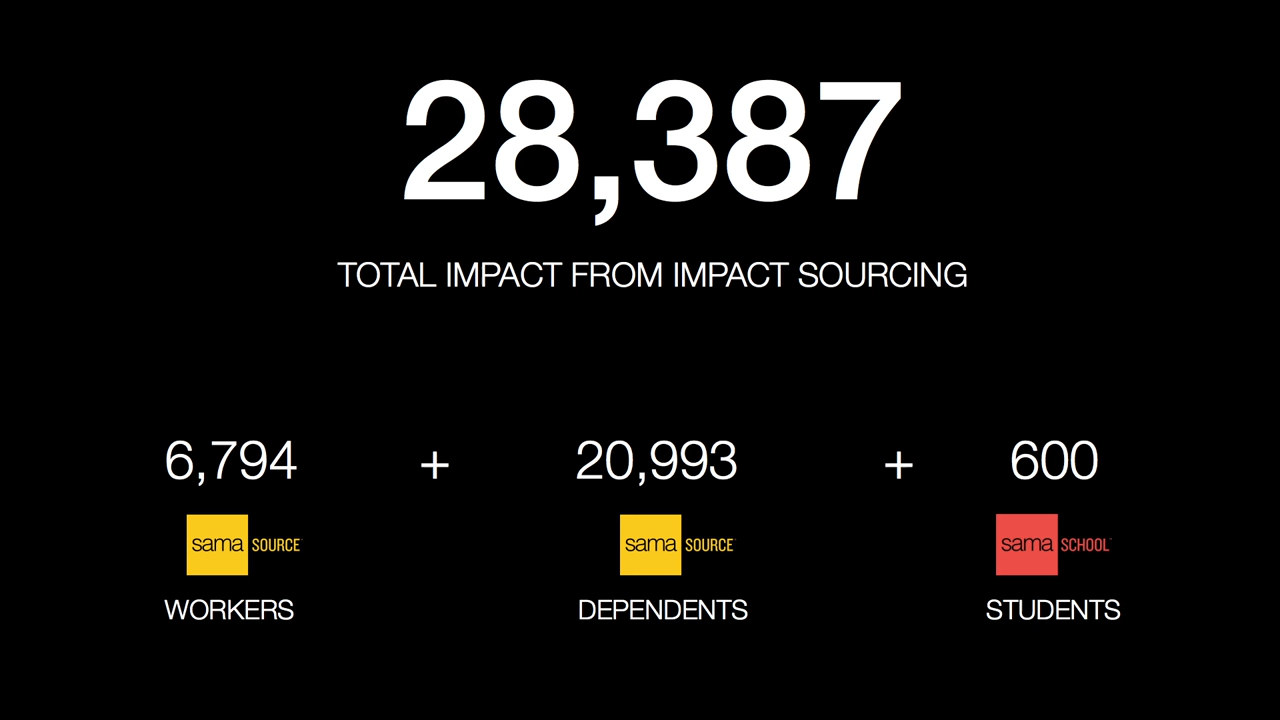 28,387
TOTAL IMPACT FROM IMPACT SOURCING
6,794 + 20,993 + 600
sama SOURCE sama SOURCE sama SCHOOL
WORKERS DEPENDENTS STUDENTS